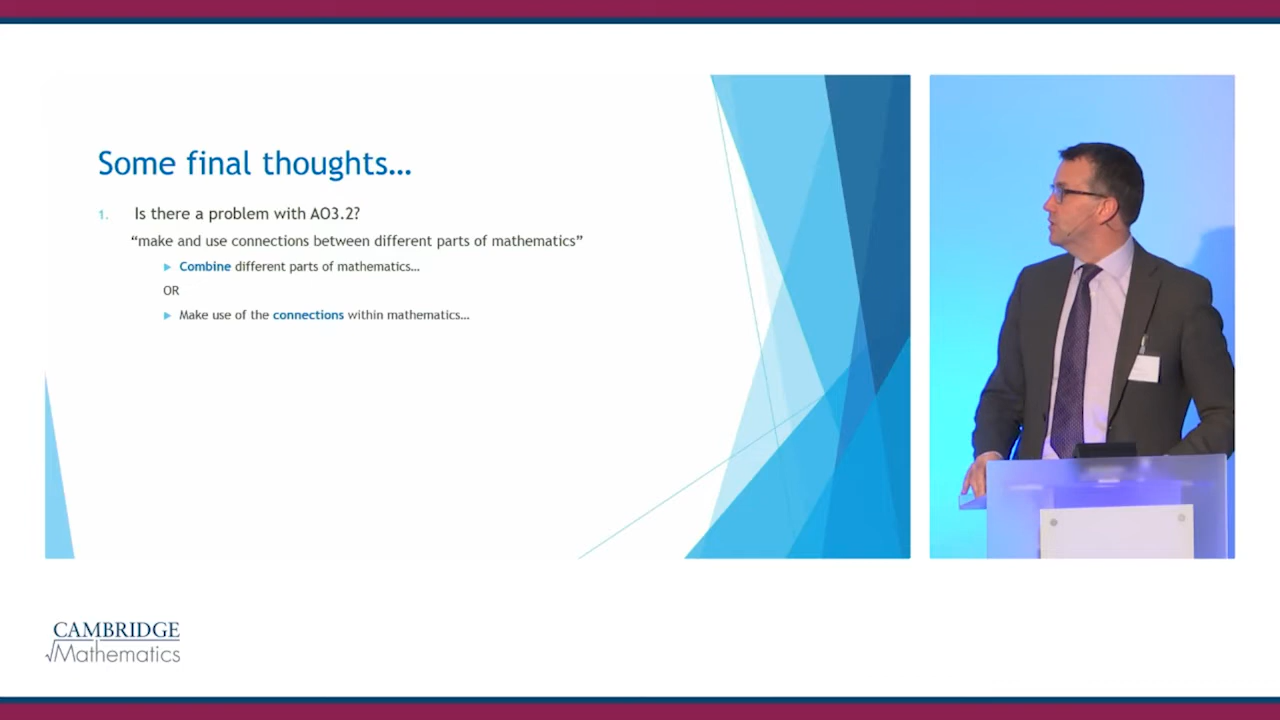 Some final thoughts...
1. Is there a problem with AO3.2?
“make and use connections between different parts of mathematics”
Combine different parts of mathematics...
OR
Make use of the connections within mathematics...
CAMBRIDGE
Mathematics